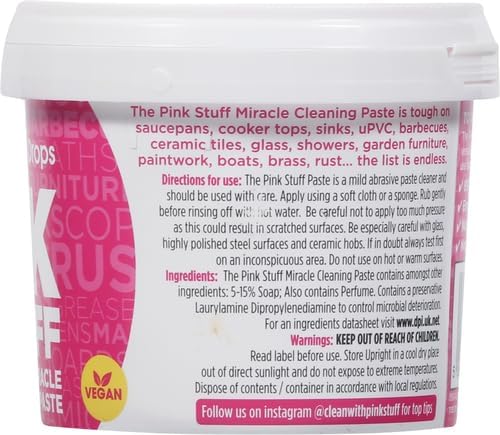 The Pink Stuff Miracle Cleaning Paste is tough on
saucepans, cooker tops, sinks, uPVC, barbecues,
ceramic tiles, glass, showers, garden furniture,
paintwork, boats, brass, rust... the list is endless.
Directions for use: The Pink Stuff Paste is a mild abrasive paste cleaner and
should be used with care. Apply using a soft cloth or a sponge. Rub gently
before rinsing off with hot water. Be careful not to apply too much pressure
as this could result in scratched surfaces. Be especially careful with glass,
highly polished steel surfaces and ceramic hobs. If in doubt always test first
on an inconspicuous area. Do not use on hot or warm surfaces.
Ingredients: The Pink Stuff Miracle Cleaning Paste contains amongst other
ingredients: 5-15% Soap; Also contains Perfume. Contains a preservative
Laurylamine Dipropylenediamine to control microbial deterioration.
For an ingredients datasheet visit www.dpi.uk.net
Warnings: KEEP OUT OF REACH OF CHILDREN.
Read label before use. Store Upright in a cool dry place
out of direct sunlight and do not expose to extreme temperatures.
Dispose of contents / container in accordance with local regulations.
Follow us on instagram @cleanwithpinkstuff for top tips
VEGAN
drops
K
FF
ACLE
ASTE
SCOP
RUS